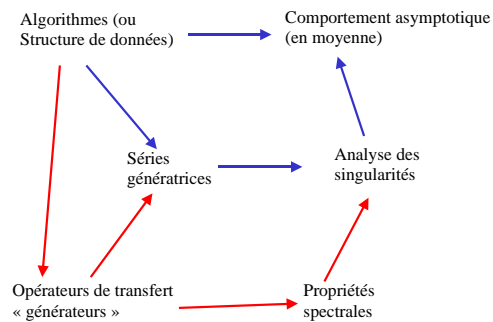 Algorithmes (ou
Structure de données)
Comportement asymptotique
(en moyenne)
Séries
génératrices
Analyse des
singularités
Opérateurs de transfert
« générateurs »
Propriétés
spectrales